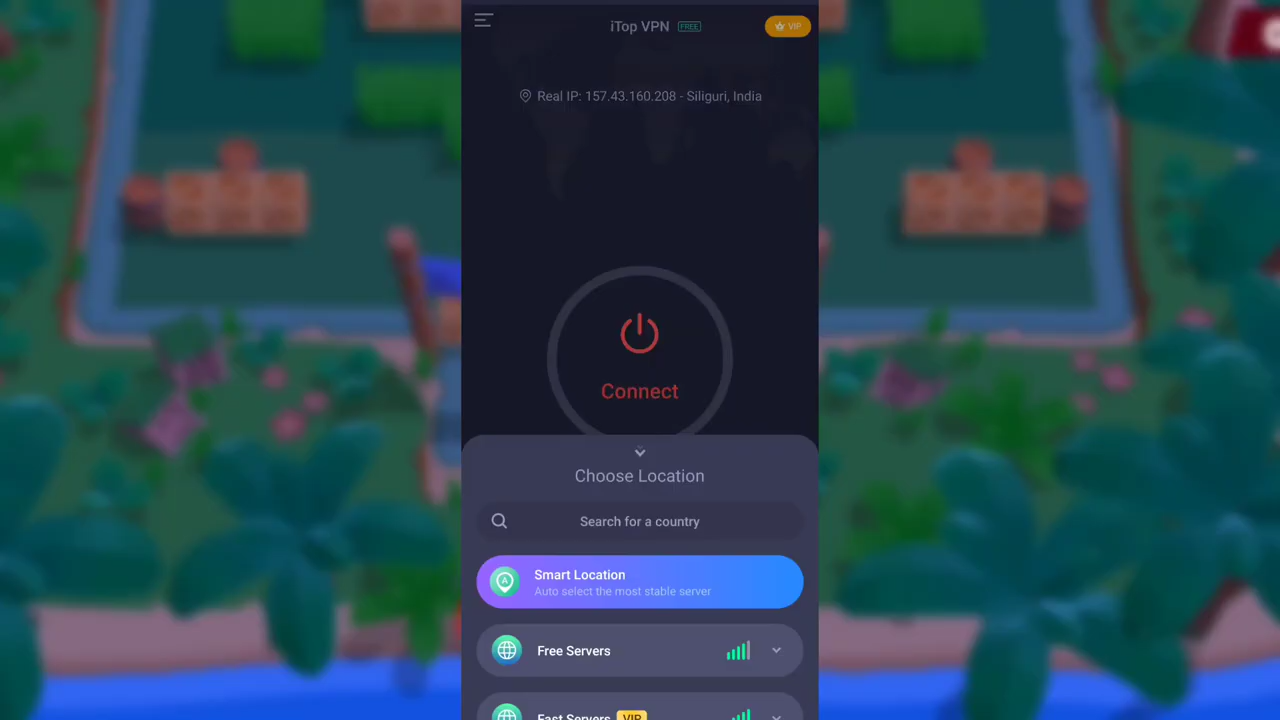 iTop VPN FREE
VIP
Real IP: 157.43.160.208 - Siliguri, India
Connect
Choose Location
Search for a country
A
Smart Location
Auto select the most stable server
Free Servers
Fast Servers VIP